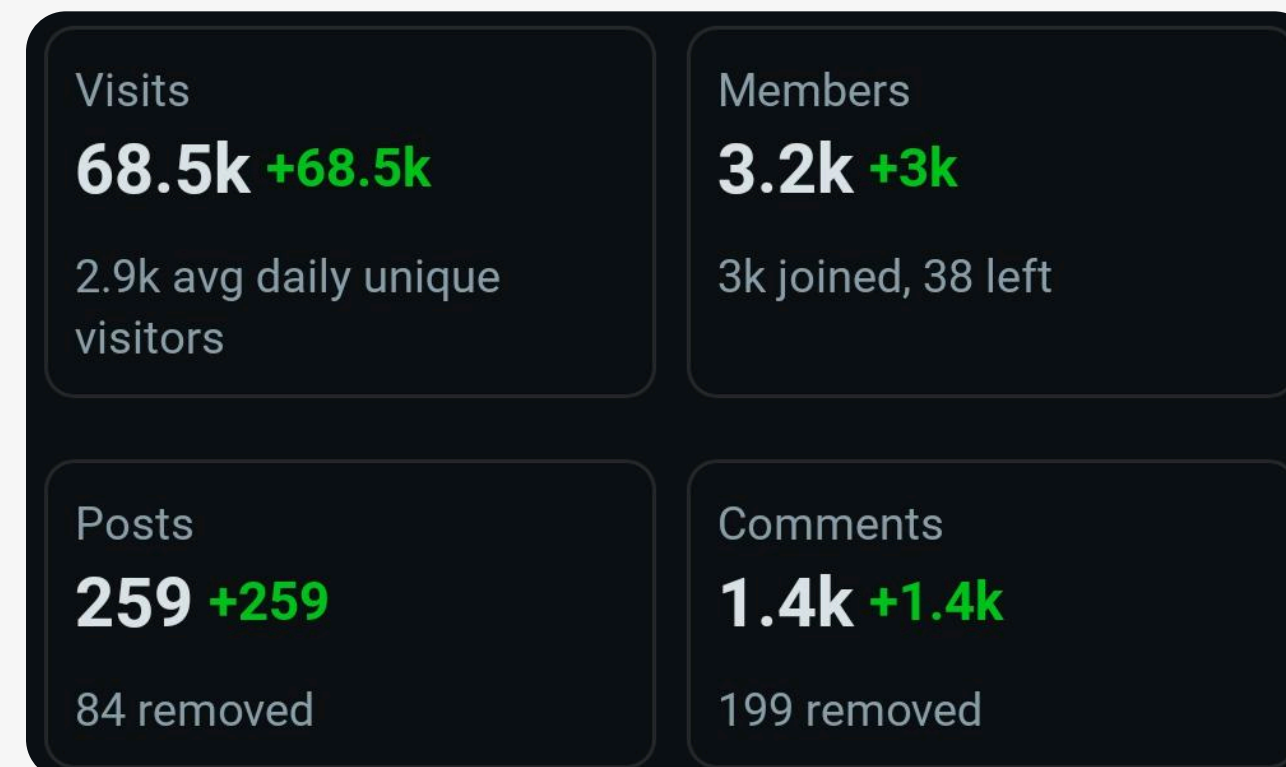 Visits
68.5k +68.5k
2.9k avg daily unique
visitors
Members
3.2k +3k
3k joined, 38 left
Posts
259 +259
84 removed
Comments
1.4k +1.4k
199 removed